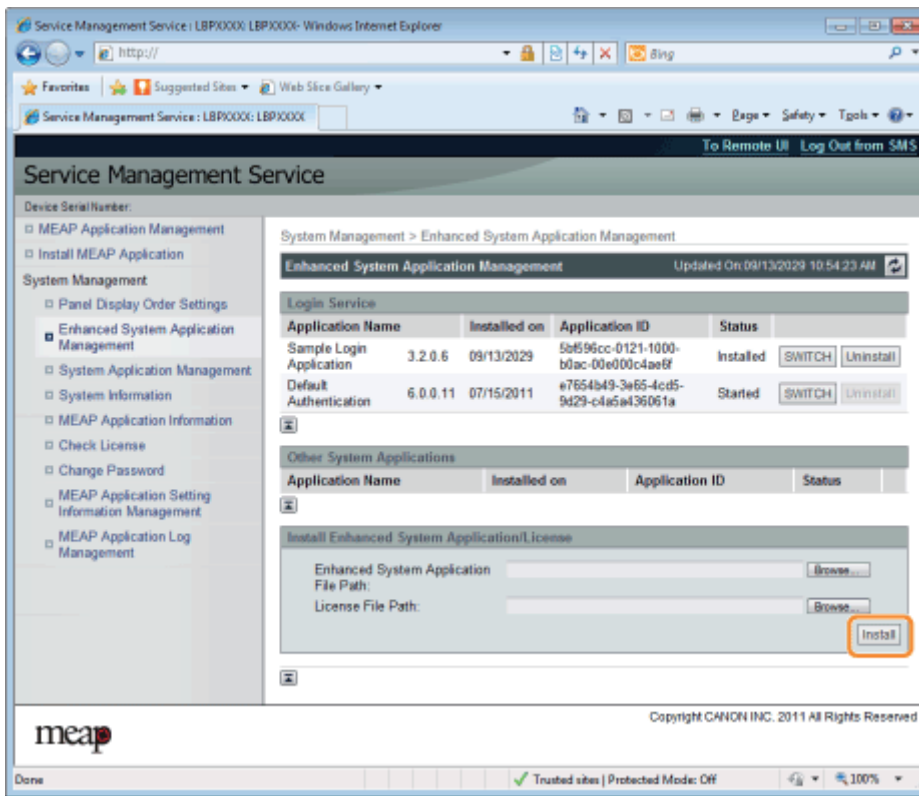 Service Management Service : LBPXXXX: LBPXXXX- Windows Internet Explorer
http://
Bing
Favorites Suggested Sites Web Slice Gallery
Service Management Service : LBPXXXX: LBPXXXX
Page Safety Tools
To Remote UI Log Out from SMS
Service Management Service
Device Serial Number:
MEAP Application Management
Install MEAP Application
System Management
Panel Display Order Settings
Enhanced System Application
Management
System Application Management
System Information
MEAP Application Information
Check License
Change Password
MEAP Application Setting
Information Management
MEAP Application Log
Management
System Management > Enhanced System Application Management
Enhanced System Application Management Updated On:09/13/2029 10:54:23 AM
Login Service
Application Name Installed on Application ID Status
Sample Login
Application 3.2.0.6 09/13/2029 5bf596cc-0121-1000-
b0ac-00e000c4ae6f Installed SWITCH Uninstall
Default
Authentication 6.0.0.11 07/15/2011 e7654b49-3e65-4cd5-
9d29-c4a5a436061a Started SWITCH Uninstall
Other System Applications
Application Name Installed on Application ID Status
Install Enhanced System Application/License
Enhanced System Application
File Path: Browse...
License File Path: Browse...
Install
Copyright CANON INC. 2011 All Rights Reserved
meap
Done Trusted sites | Protected Mode: Off 100%